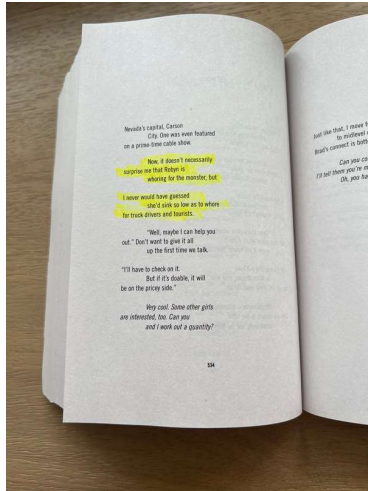 Nevada's capital, Carson
City. One was even featured
on a prime-time cable show.
Now, it doesn't necessarily
surprise me that Robyn is
whoring for the monster, but
I never would have guessed
she'd sink so low as to whore
for truck drivers and tourists.
"Well, maybe I can help you
out." Don't want to give it all
up the first time we talk.
"I'll have to check on it.
But if it's doable, it will
be on the pricey side."
Very cool. Some other girls
are interested, too. Can you
and I work out a quantity?
534
Just like that, I move
to midlevel
Brad's connect is
Can you
I'll tell them you're
Oh, you